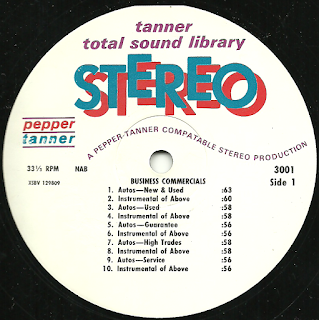 tanner
total sound library
STEREO
pepper
tanner
A PEPPER-TANNER COMPATABLE STEREO PRODUCTION
33⅓ RPM NAB
XSBV 129609
3001
Side 1
BUSINESS COMMERCIALS
1. Autos—New & Used :63
2. Instrumental of Above :60
3. Autos—Used :58
4. Instrumental of Above :58
5. Autos—Guarantee :56
6. Instrumental of Above :56
7. Autos—High Trades :58
8. Instrumental of Above :58
9. Autos—Service :56
10. Instrumental of Above :56